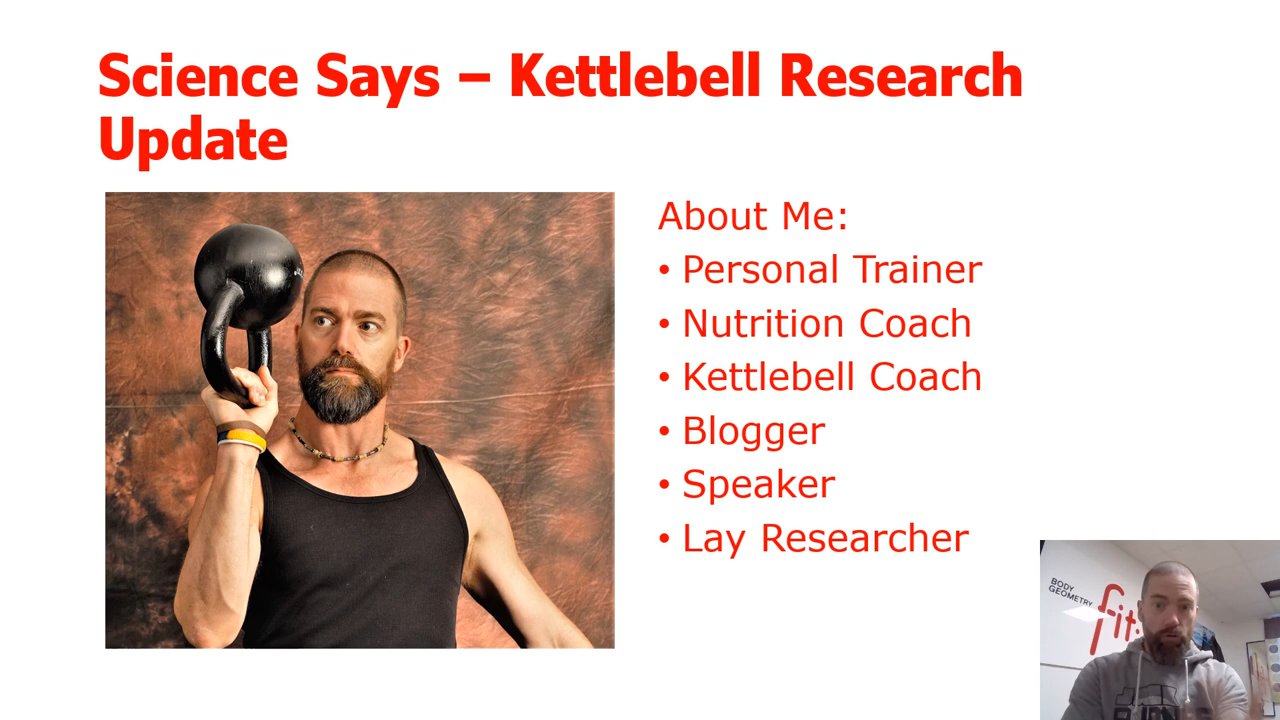 Science Says – Kettlebell Research
Update
About Me:
• Personal Trainer
• Nutrition Coach
• Kettlebell Coach
• Blogger
• Speaker
• Lay Researcher
BODY
GEOMETRY
fit